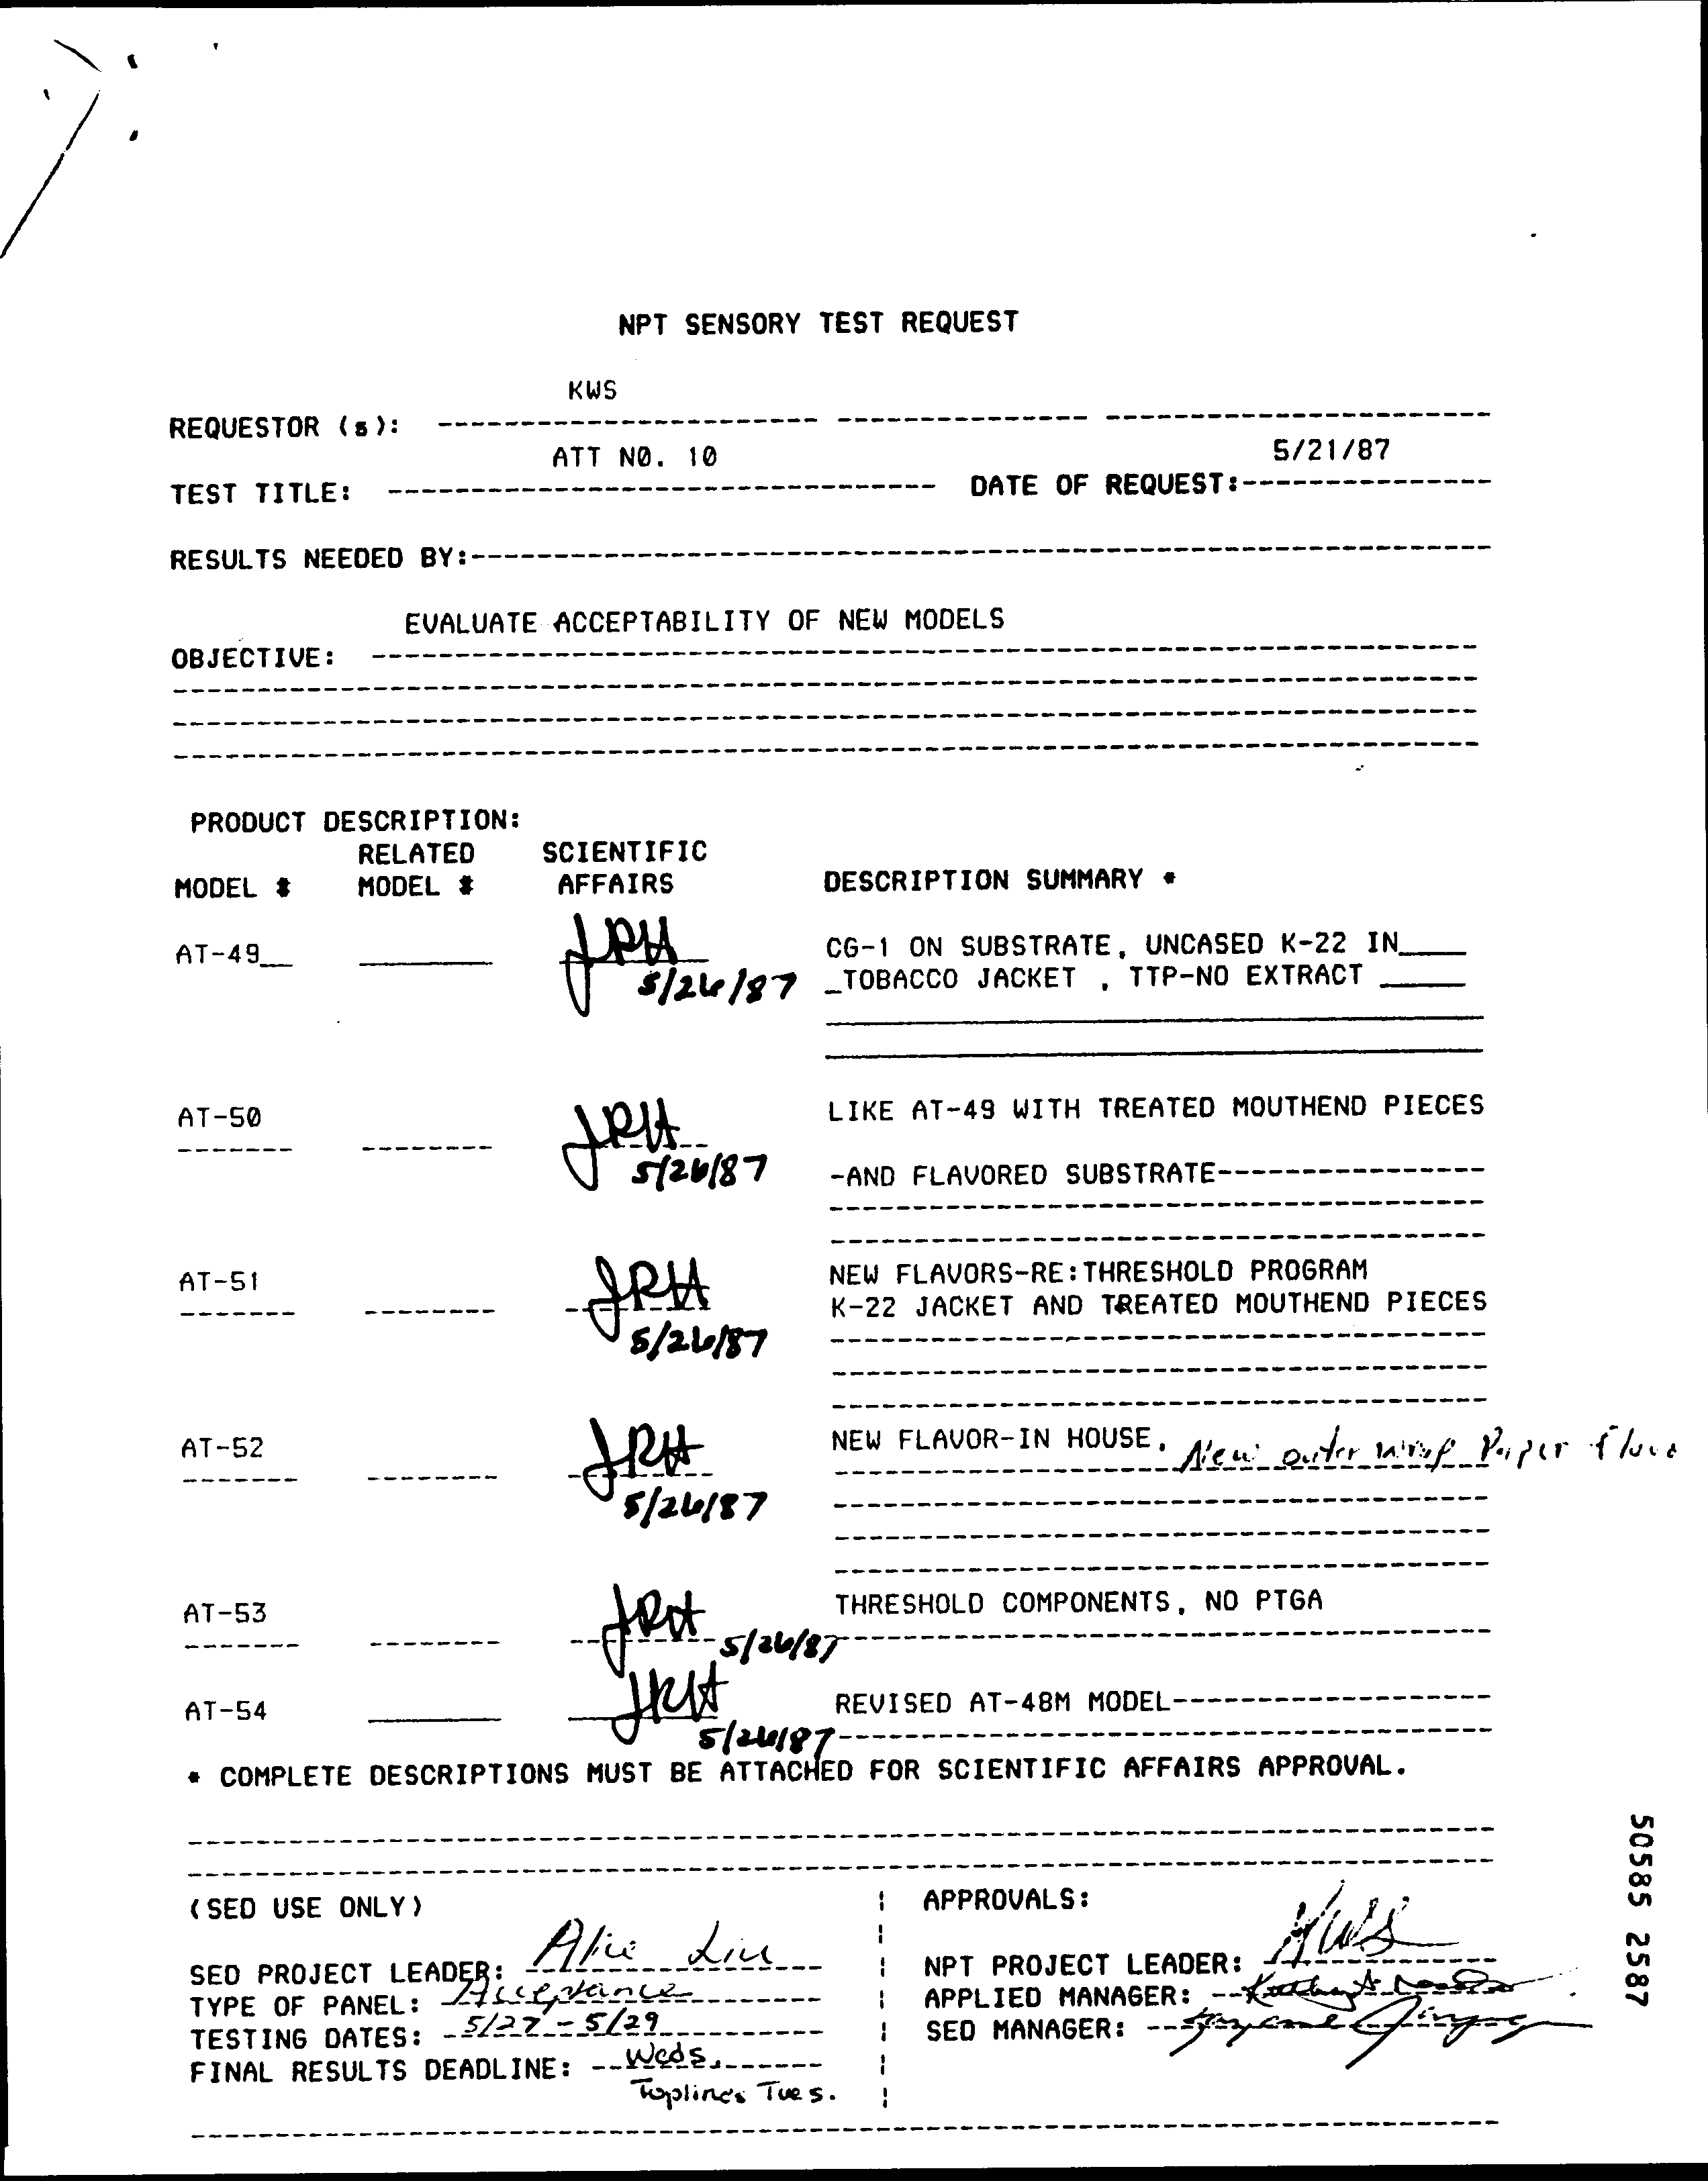 NPT SENSORY TEST REQUEST
KWS
REQUESTOR (s):
ATT NO. 10 5/21/87
TEST TITLE: DATE OF REQUEST:
RESULTS NEEDED BY:
EVALUATE ACCEPTABILITY OF NEW MODELS
OBJECTIVE:
PRODUCT DESCRIPTION:
RELATED SCIENTIFIC
MODEL # MODEL # AFFAIRS DESCRIPTION SUMMARY *
AT-49 JRH CG-1 ON SUBSTRATE, UNCASED K-22 IN
5/26/87 TOBACCO JACKET , TTP-NO EXTRACT
AT-50 JRH LIKE AT-49 WITH TREATED MOUTHEND PIECES
5/26/87 -AND FLAVORED SUBSTRATE
AT-51 JRH NEW FLAVORS-RE:THRESHOLD PROGRAM
K-22 JACKET AND TREATED MOUTHEND PIECES
5/26/87
AT-52 JRH NEW FLAVOR-IN HOUSE, New outer wrap Paper
5/26/87
AT-53 JRH THRESHOLD COMPONENTS, NO PTGA
5/26/87
AT-54 JRH REVISED AT-48M MODEL
5/26/87
* COMPLETE DESCRIPTIONS MUST BE ATTACHED FOR SCIENTIFIC AFFAIRS APPROVAL.
(SED USE ONLY) APPROVALS:
SED PROJECT LEADER: Alice Liu NPT PROJECT LEADER: KWS
TYPE OF PANEL: Acceptance APPLIED MANAGER:
TESTING DATES: 5/27 - 5/29 SED MANAGER:
FINAL RESULTS DEADLINE: Weds.
Toplines Tues.
50585 2587